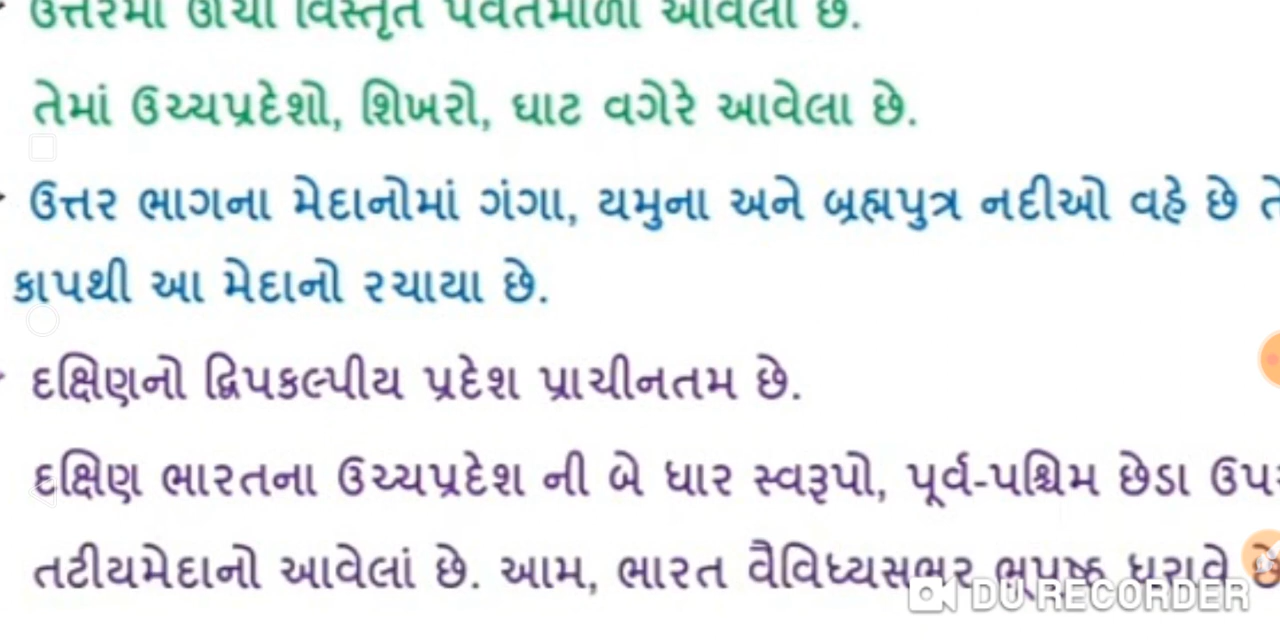 ઉત્તરમાં ઊંચી વિસ્તૃત પર્વતમાળા આવેલી છે.
તેમાં ઉચ્ચપ્રદેશો, શિખરો, ઘાટ વગેરે આવેલા છે.
ઉત્તર ભાગના મેદાનોમાં ગંગા, યમુના અને બ્રહ્મપુત્ર નદીઓ વહે છે
કાપથી આ મેદાનો રચાયા છે.
દક્ષિણનો દ્વિપકલ્પીય પ્રદેશ પ્રાચીનતમ છે.
દક્ષિણ ભારતના ઉચ્ચપ્રદેશ ની બે ધાર સ્વરૂપો, પૂર્વ-પશ્ચિમ છેડા
તટીયમેદાનો આવેલાં છે. આમ, ભારત વૈવિધ્યસભર ભૂપૃષ્ઠ ધરાવે
DU RECORDER